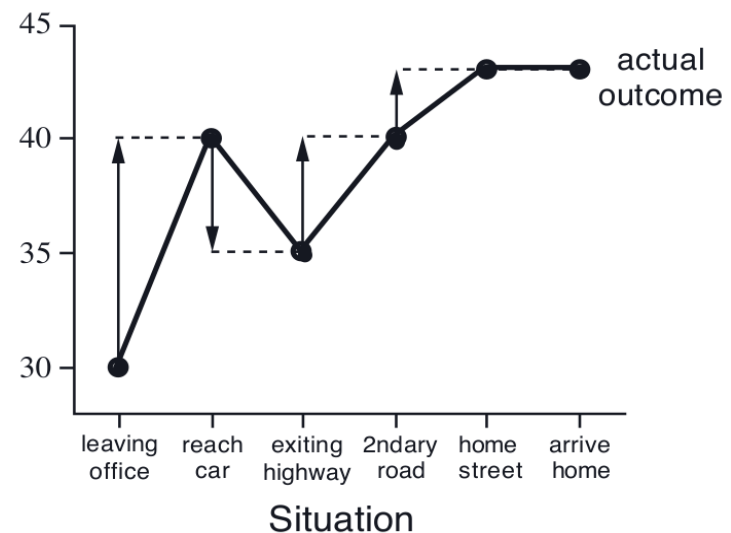 45
40
35
30
actual
outcome
leaving
office
reach
car
exiting
highway
2ndary
road
home
street
arrive
home
Situation